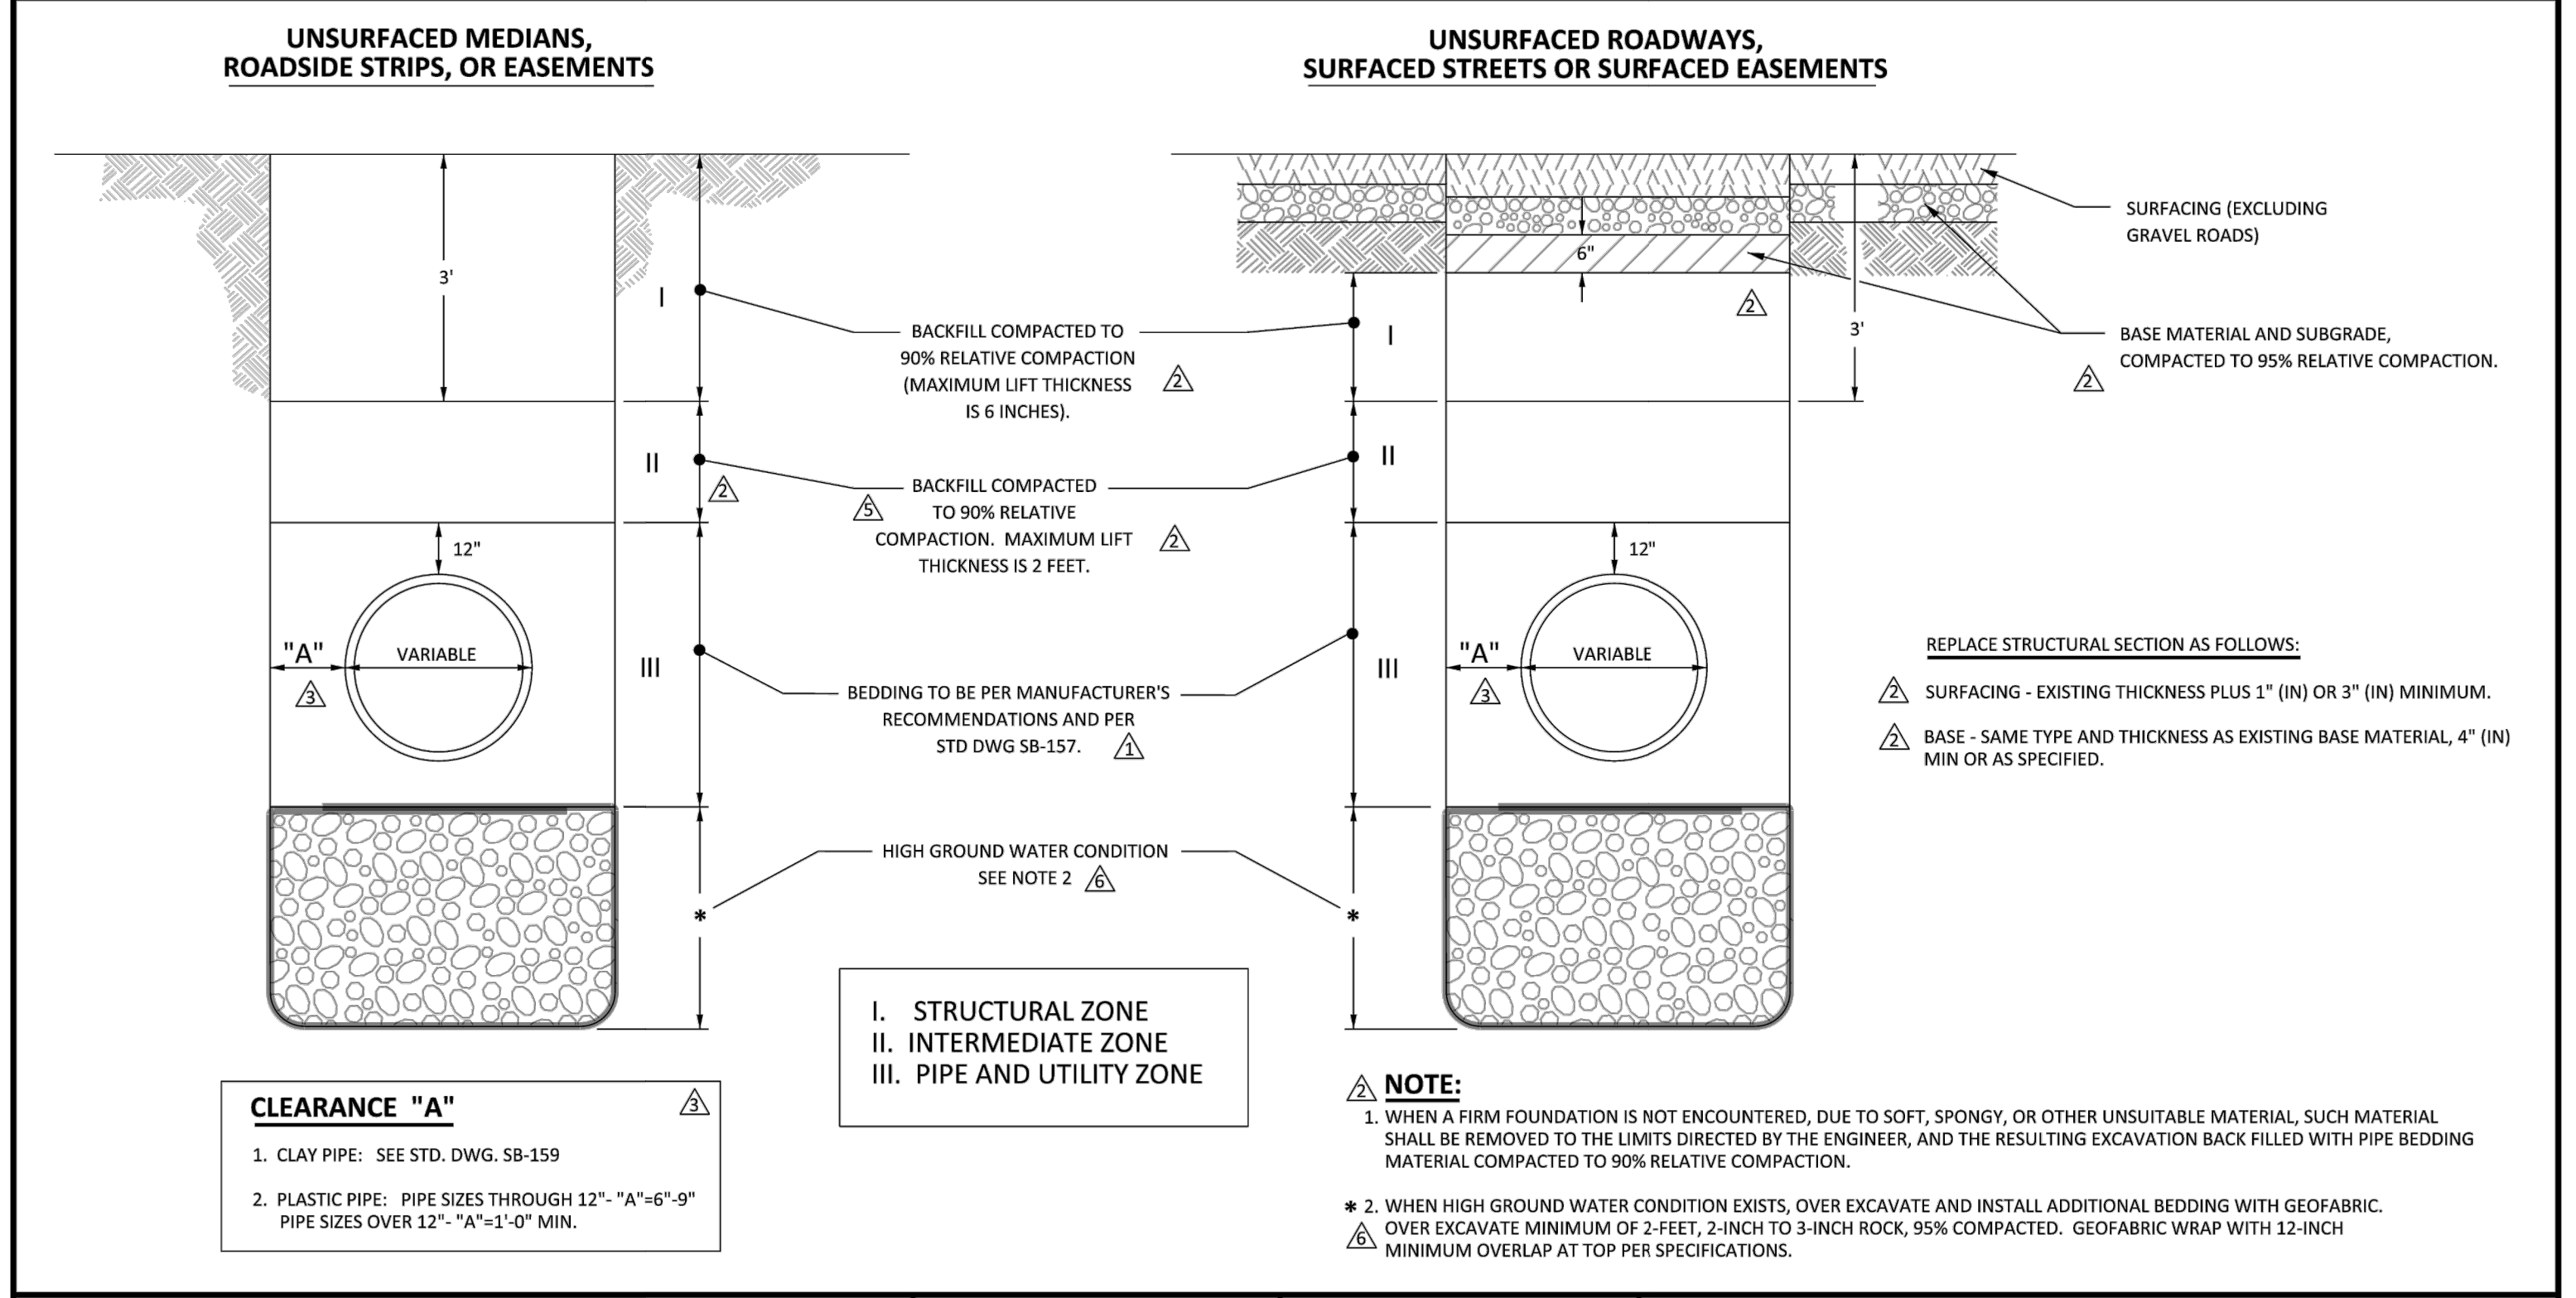 UNSURFACED MEDIANS,
ROADSIDE STRIPS, OR EASEMENTS
UNSURFACED ROADWAYS,
SURFACED STREETS OR SURFACED EASEMENTS
3'
I
BACKFILL COMPACTED TO
90% RELATIVE COMPACTION
(MAXIMUM LIFT THICKNESS
IS 6 INCHES).
2
I
6"
2
3'
SURFACING (EXCLUDING
GRAVEL ROADS)
BASE MATERIAL AND SUBGRADE,
COMPACTED TO 95% RELATIVE COMPACTION.
2
II
2
5
BACKFILL COMPACTED
TO 90% RELATIVE
COMPACTION. MAXIMUM LIFT
THICKNESS IS 2 FEET.
2
II
12"
"A"
3
VARIABLE
III
BEDDING TO BE PER MANUFACTURER'S
RECOMMENDATIONS AND PER
STD DWG SB-157.
1
III
12"
"A"
3
VARIABLE
REPLACE STRUCTURAL SECTION AS FOLLOWS:
2 SURFACING - EXISTING THICKNESS PLUS 1" (IN) OR 3" (IN) MINIMUM.
2 BASE - SAME TYPE AND THICKNESS AS EXISTING BASE MATERIAL, 4" (IN)
MIN OR AS SPECIFIED.
HIGH GROUND WATER CONDITION
SEE NOTE 2 6
*
*
I. STRUCTURAL ZONE
II. INTERMEDIATE ZONE
III. PIPE AND UTILITY ZONE
CLEARANCE "A" 3
1. CLAY PIPE: SEE STD. DWG. SB-159
2. PLASTIC PIPE: PIPE SIZES THROUGH 12"- "A"=6"-9"
PIPE SIZES OVER 12"- "A"=1'-0" MIN.
2 NOTE:
1. WHEN A FIRM FOUNDATION IS NOT ENCOUNTERED, DUE TO SOFT, SPONGY, OR OTHER UNSUITABLE MATERIAL, SUCH MATERIAL
SHALL BE REMOVED TO THE LIMITS DIRECTED BY THE ENGINEER, AND THE RESULTING EXCAVATION BACK FILLED WITH PIPE BEDDING
MATERIAL COMPACTED TO 90% RELATIVE COMPACTION.
* 2. WHEN HIGH GROUND WATER CONDITION EXISTS, OVER EXCAVATE AND INSTALL ADDITIONAL BEDDING WITH GEOFABRIC.
6 OVER EXCAVATE MINIMUM OF 2-FEET, 2-INCH TO 3-INCH ROCK, 95% COMPACTED. GEOFABRIC WRAP WITH 12-INCH
MINIMUM OVERLAP AT TOP PER SPECIFICATIONS.